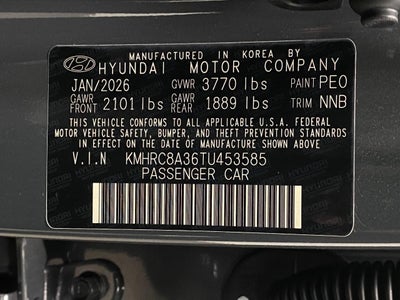 MANUFACTURED IN KOREA BY
HYUNDAI MOTOR COMPANY
JAN/2026 GVWR 3770 lbs PAINT PEO
GAWR FRONT 2101 lbs GAWR REAR 1889 lbs TRIM NNB
THIS VEHICLE CONFORMS TO ALL APPLICABLE U.S.A. FEDERAL
MOTOR VEHICLE SAFETY, BUMPER, AND THEFT PREVENTION STANDARDS
IN EFFECT ON THE DATE OF MANUFACTURE SHOWN ABOVE.
V.I.N KMHRC8A36TU453585
PASSENGER CAR